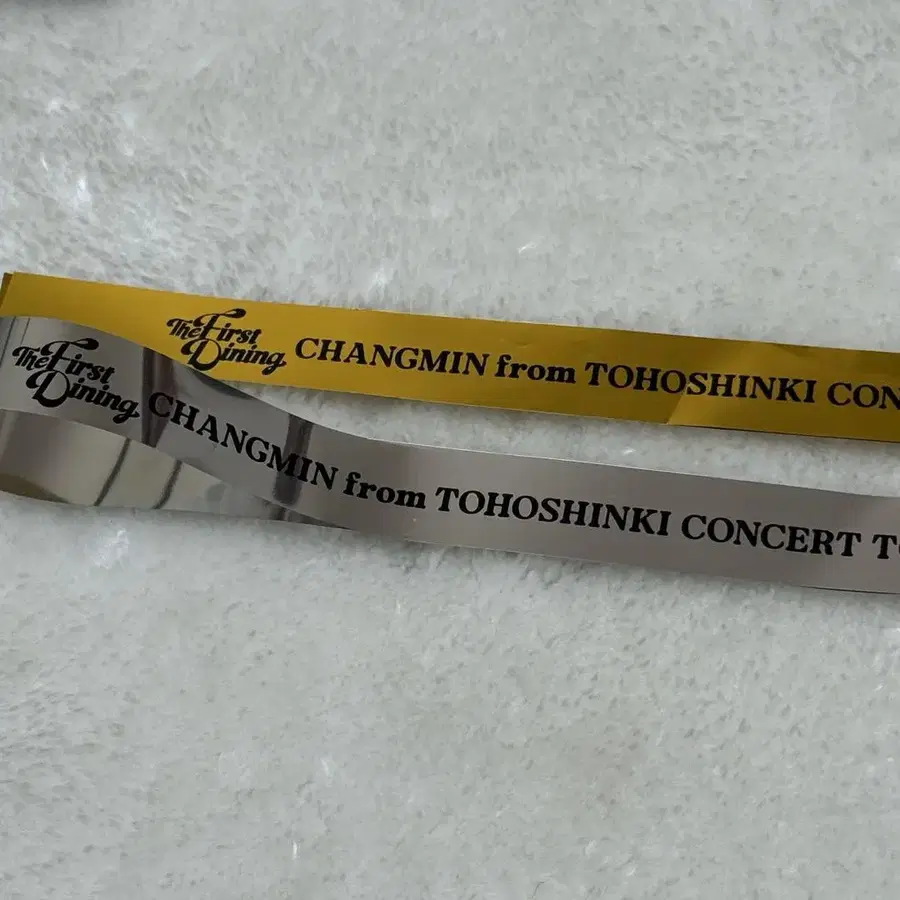 The First Dining CHANGMIN from TOHOSHINKI CON
The First Dining CHANGMIN from TOHOSHINKI CONCERT